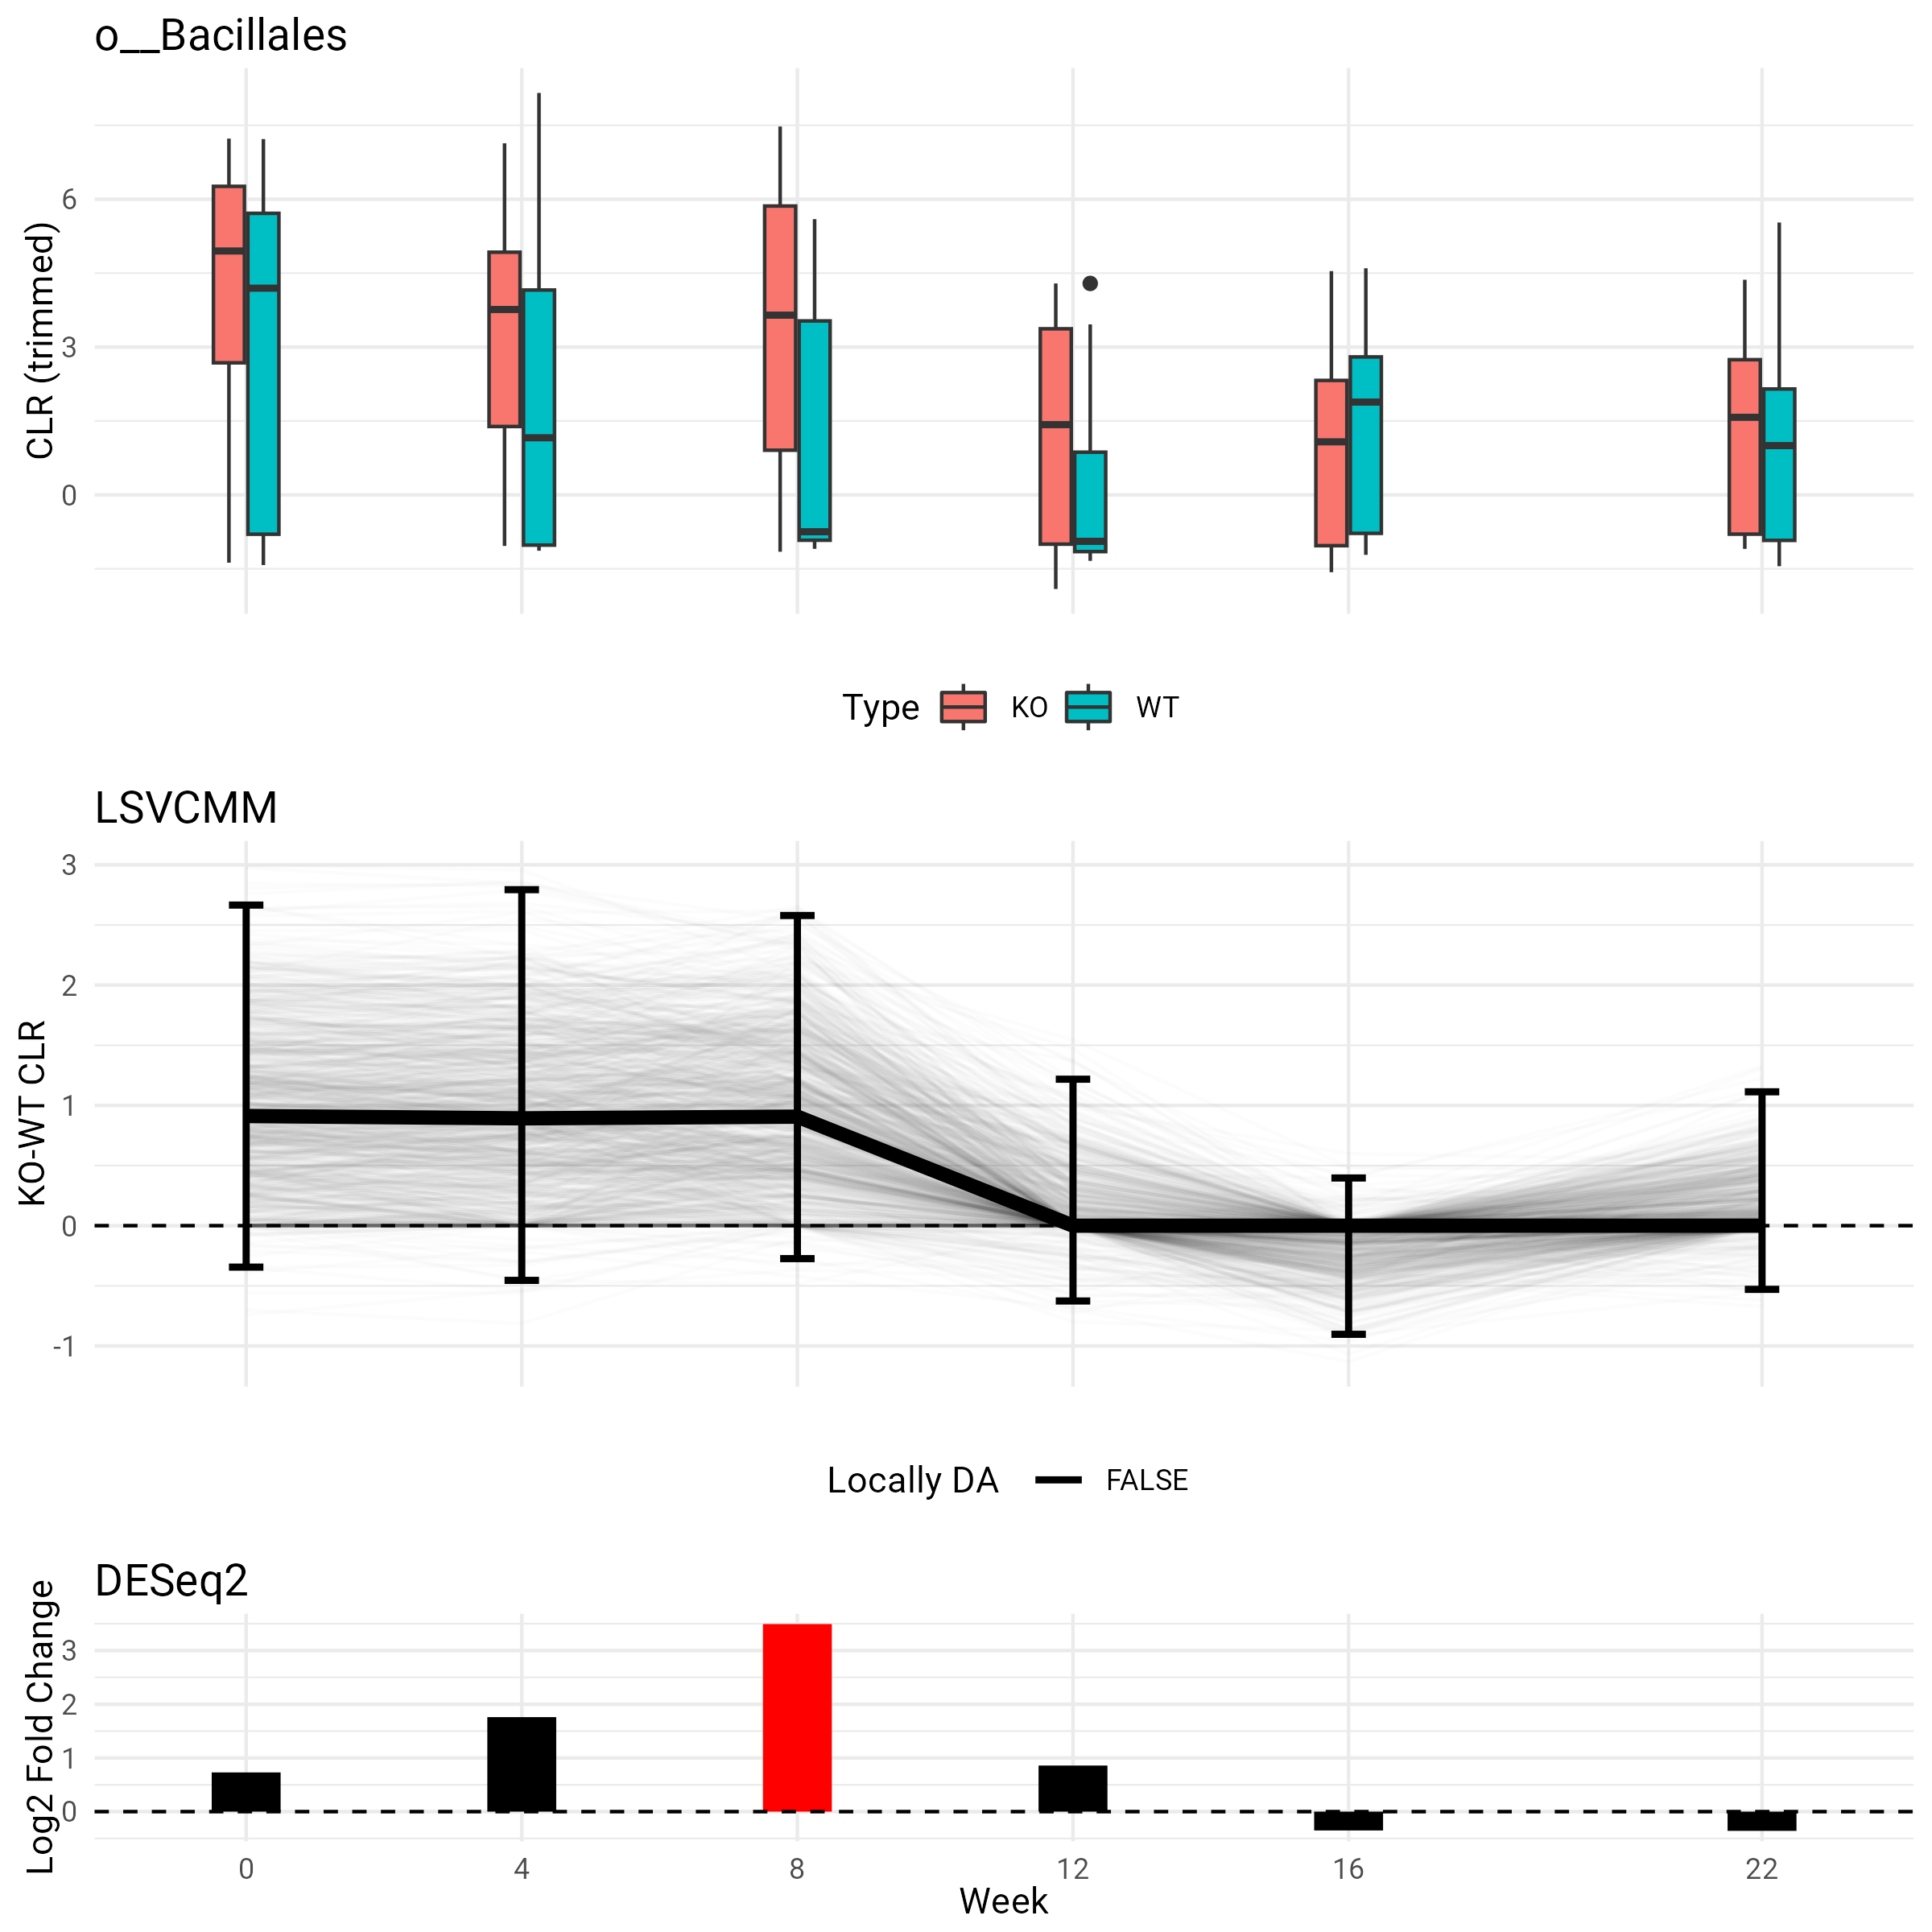 o__Bacillales
CLR (trimmed)
6
3
0
Type KO WT
LSVCMM
KO-WT CLR
3
2
1
0
-1
Locally DA FALSE
DESeq2
Log2 Fold Change
3
2
1
0
0 4 8 12 16 22
Week